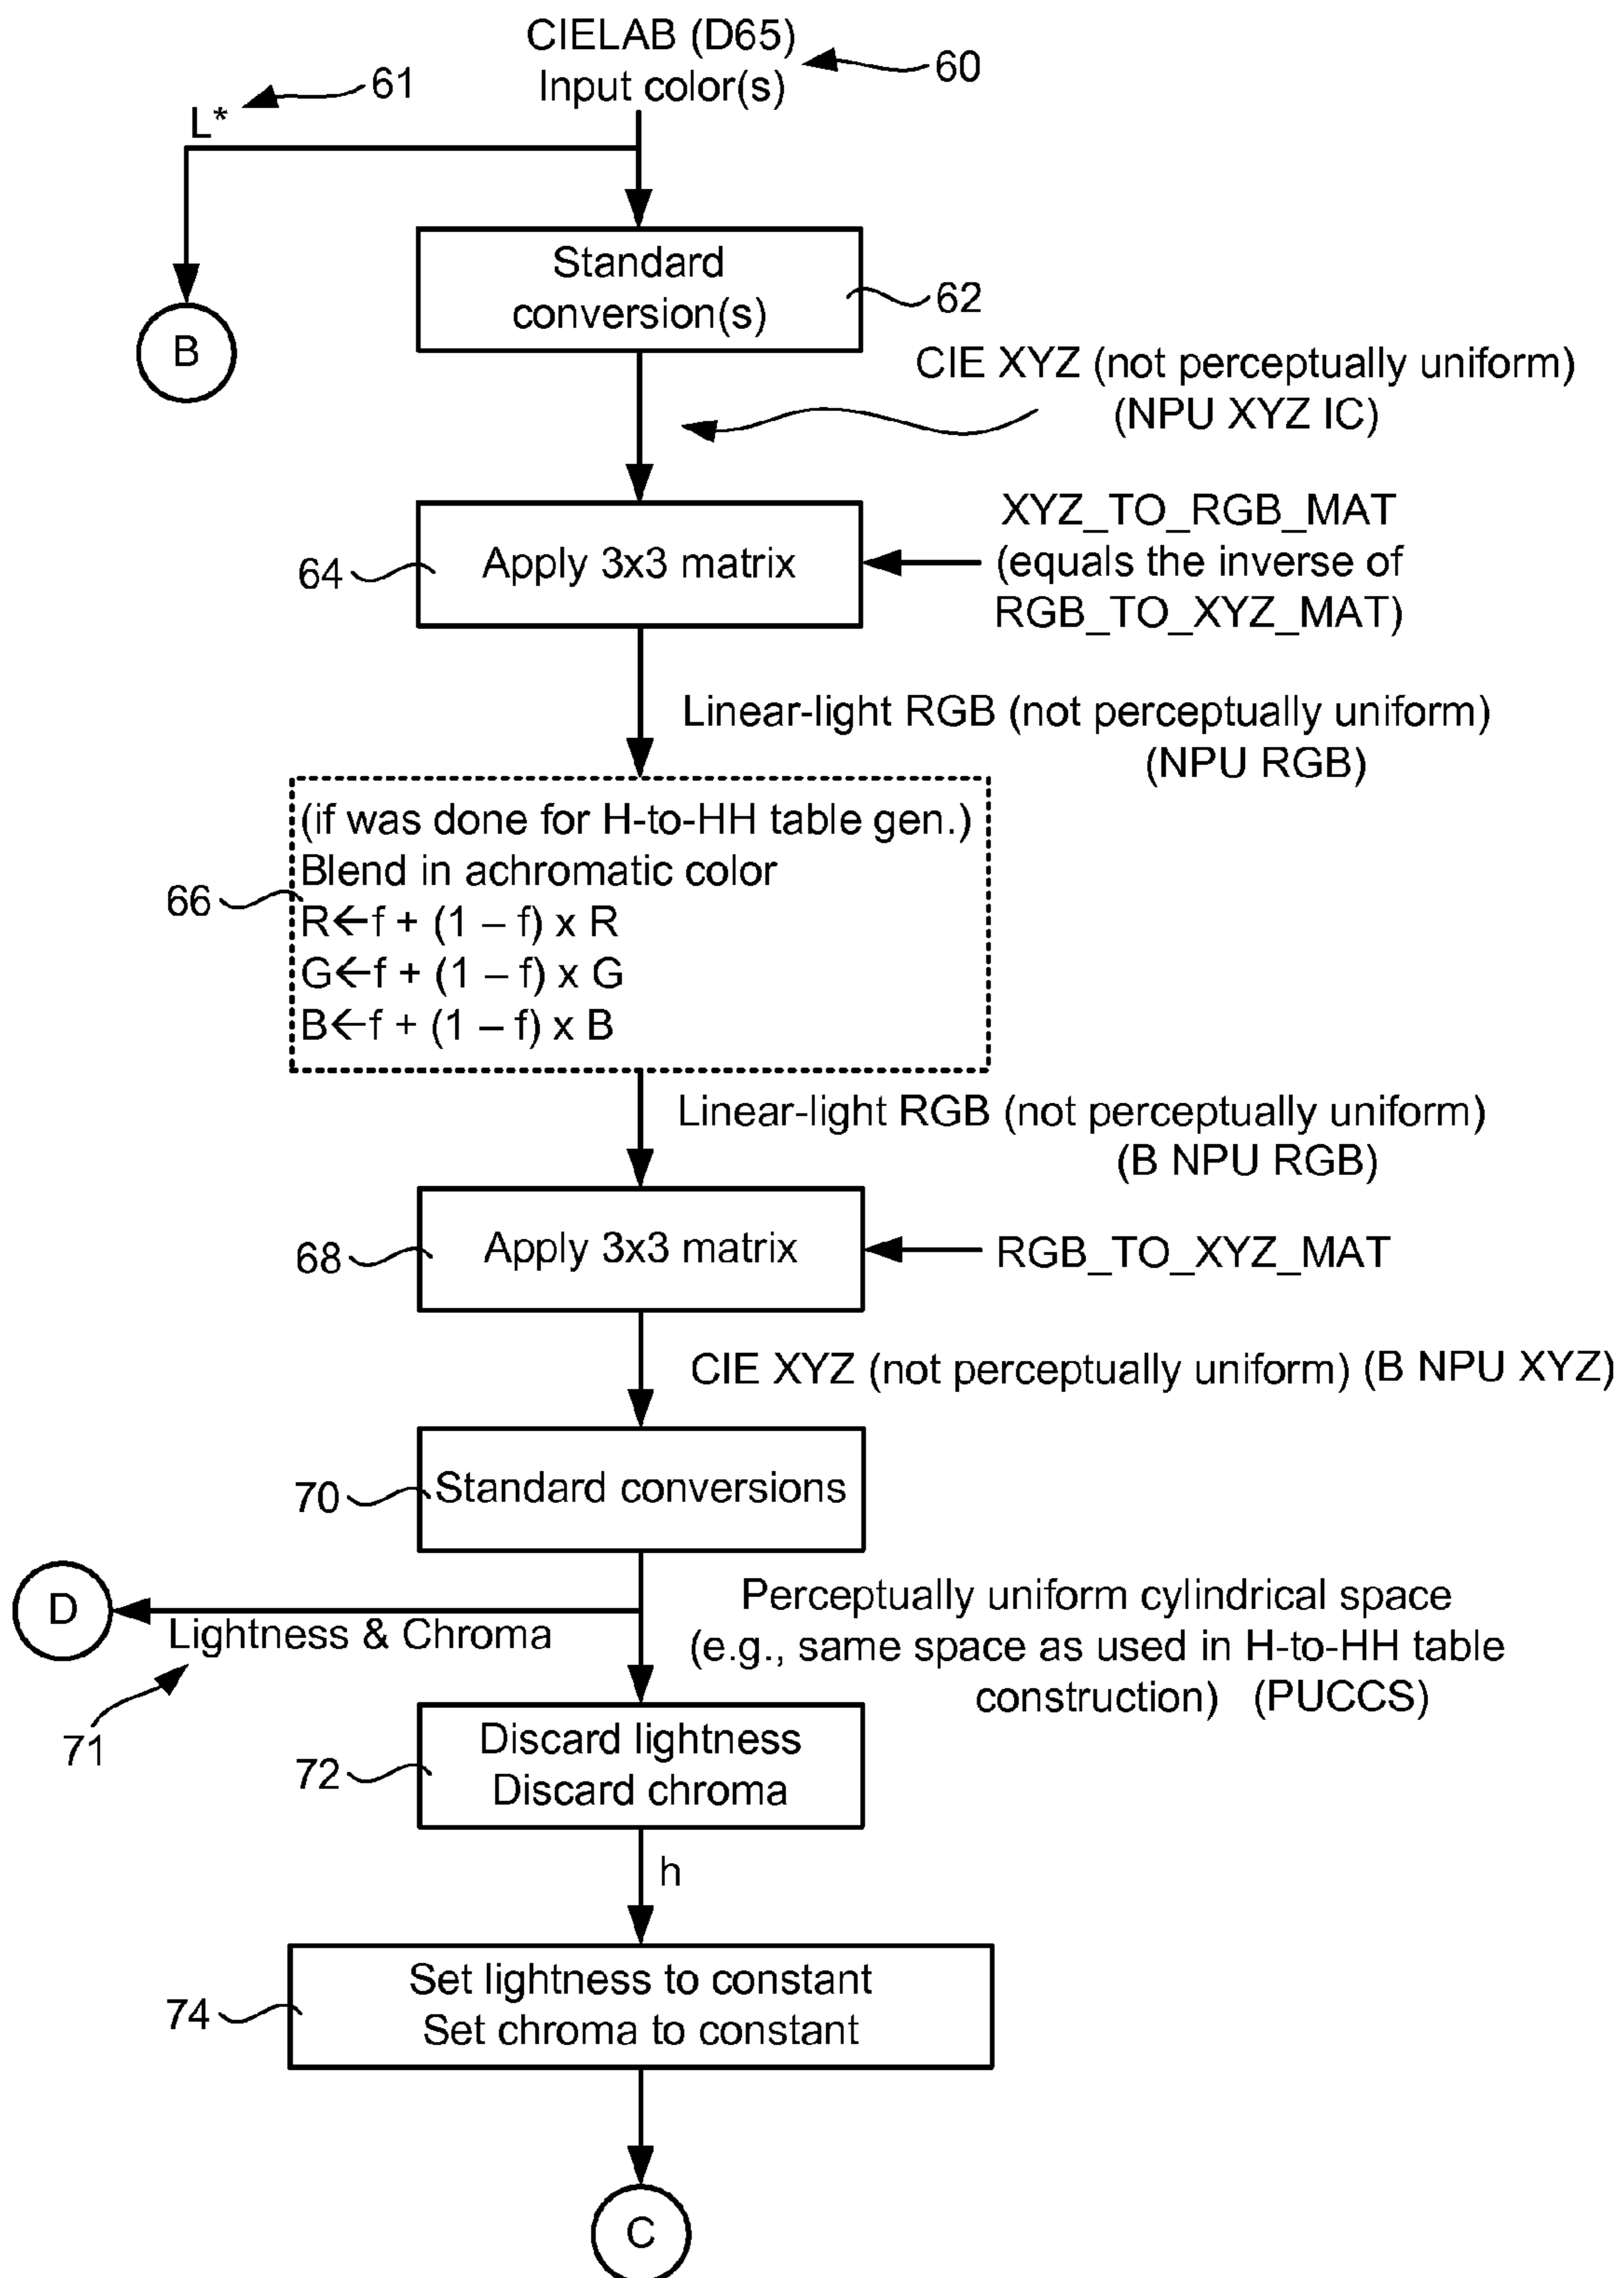 CIELAB (D65)
Input color(s)
60
61
L*
B
Standard
conversion(s)
62
CIE XYZ (not perceptually uniform)
(NPU XYZ IC)
64
Apply 3x3 matrix
XYZ_TO_RGB_MAT
(equals the inverse of
RGB_TO_XYZ_MAT)
Linear-light RGB (not perceptually uniform)
(NPU RGB)
66
(if was done for H-to-HH table gen.)
Blend in achromatic color
R←f + (1 – f) x R
G←f + (1 – f) x G
B←f + (1 – f) x B
Linear-light RGB (not perceptually uniform)
(B NPU RGB)
68
Apply 3x3 matrix
RGB_TO_XYZ_MAT
CIE XYZ (not perceptually uniform) (B NPU XYZ)
70
Standard conversions
D
Lightness & Chroma
71
Perceptually uniform cylindrical space
(e.g., same space as used in H-to-HH table
construction) (PUCCS)
72
Discard lightness
Discard chroma
h
74
Set lightness to constant
Set chroma to constant
C